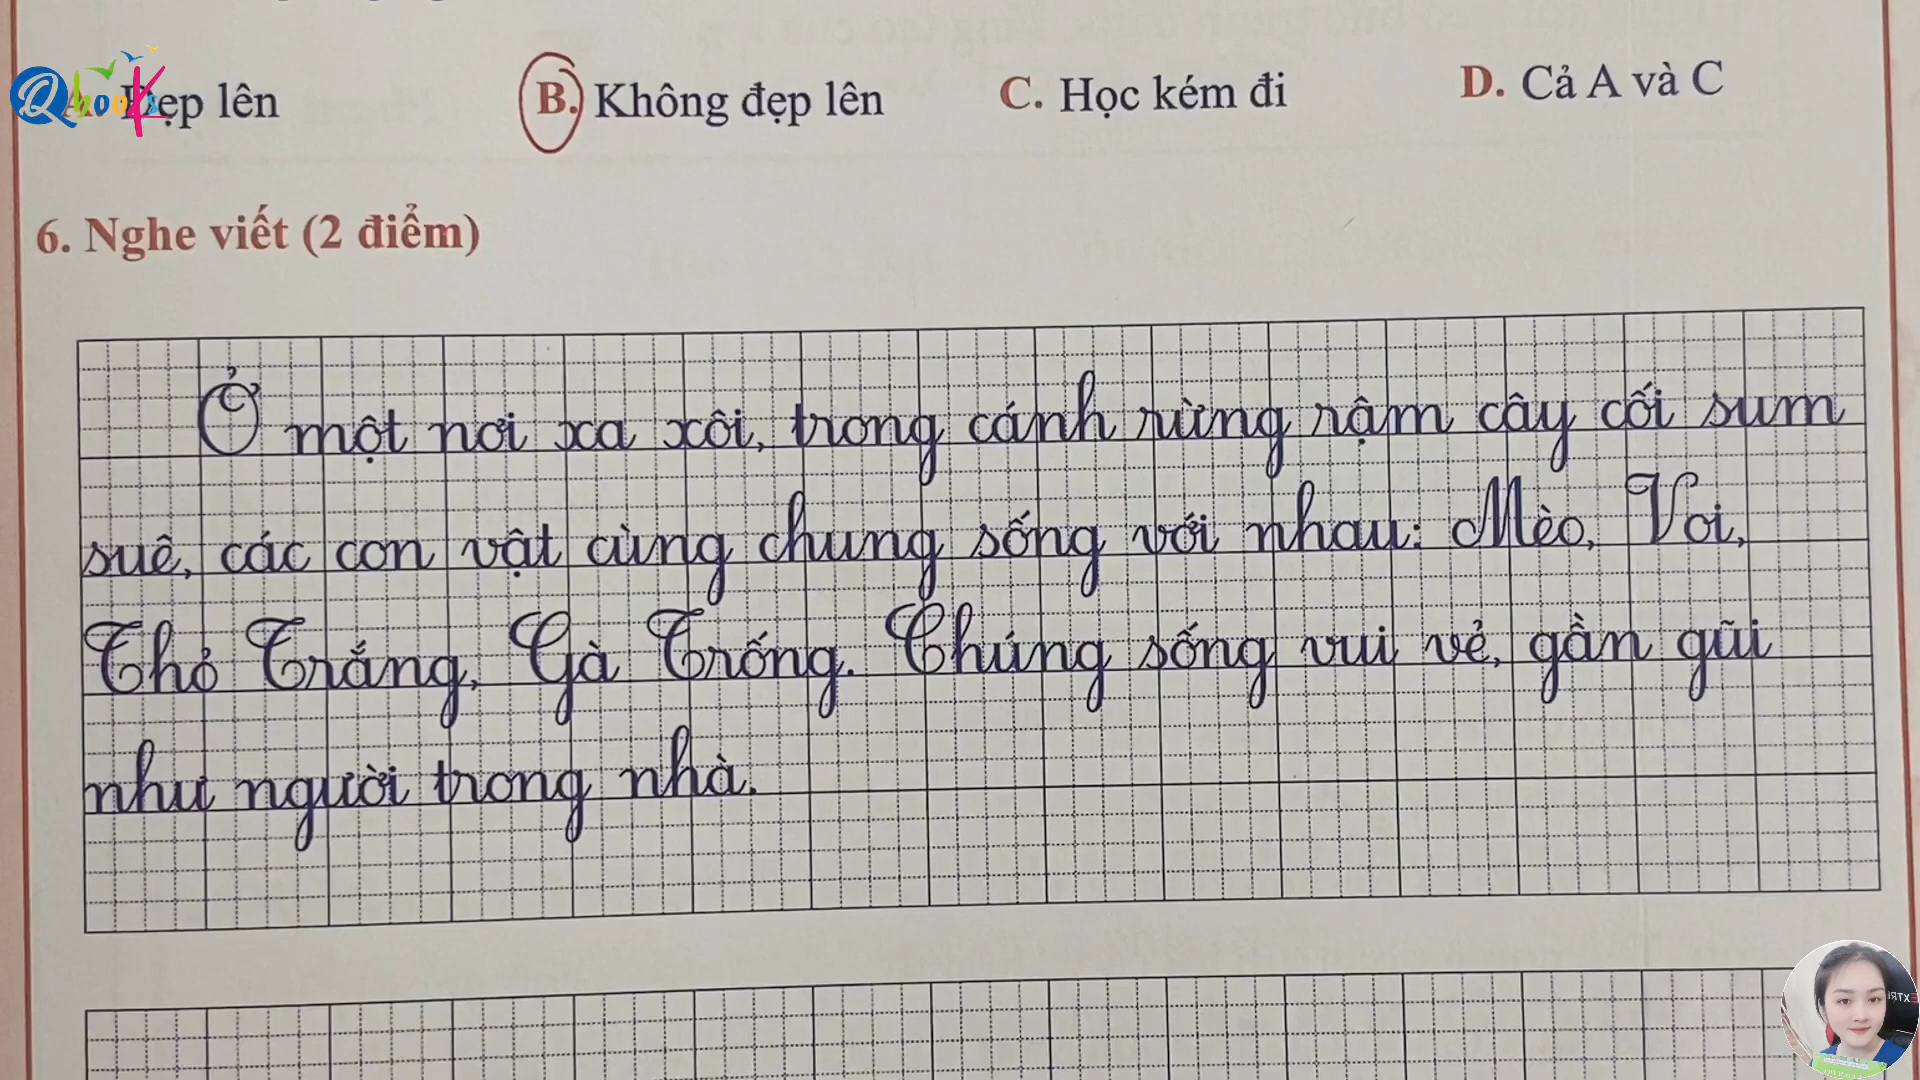 Qbook
A. Đẹp lên B. Không đẹp lên C. Học kém đi D. Cả A và C
6. Nghe viết (2 điểm)
Ở một nơi xa xôi, trong cánh rừng rậm cây cối sum
suê, các con vật cùng chung sống với nhau: Mèo, Voi,
Thỏ Trắng, Gà Trống. Chúng sống vui vẻ, gần gũi
như người trong nhà.